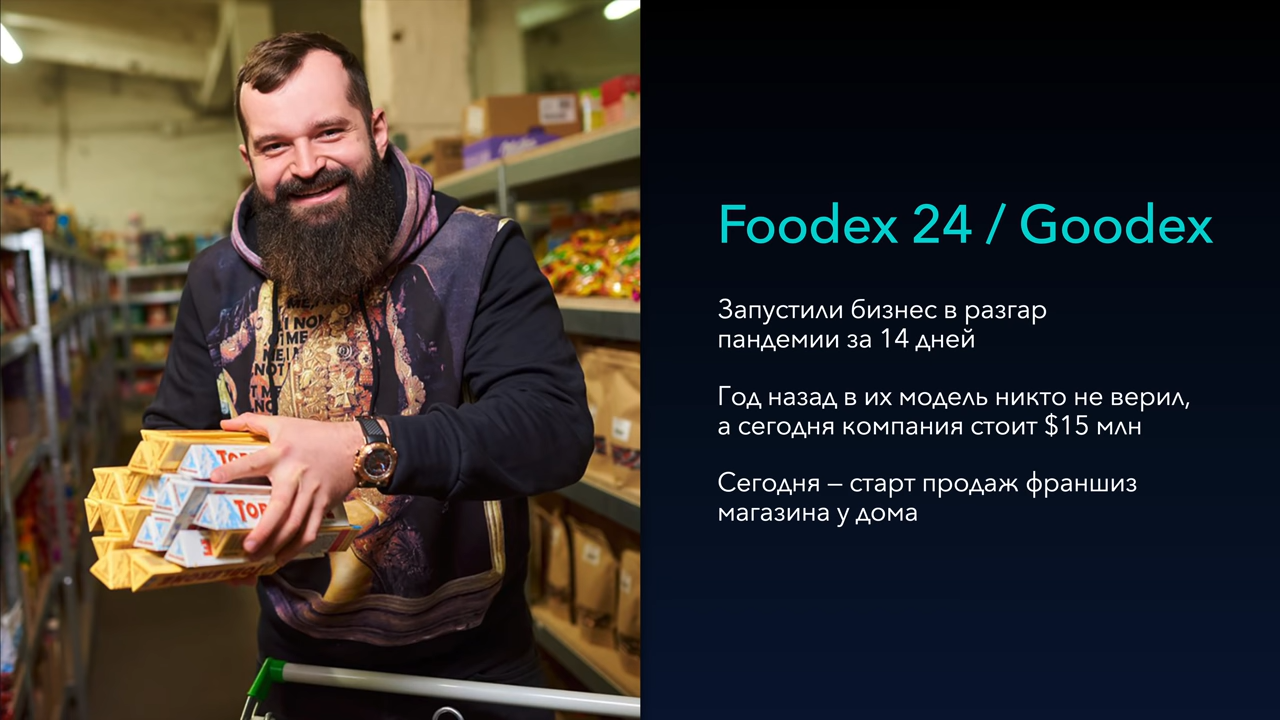 Foodex 24 / Goodex
Запустили бизнес в разгар
пандемии за 14 дней
Год назад в их модель никто не верил,
а сегодня компания стоит $15 млн
Сегодня – старт продаж франшиз
магазина у дома